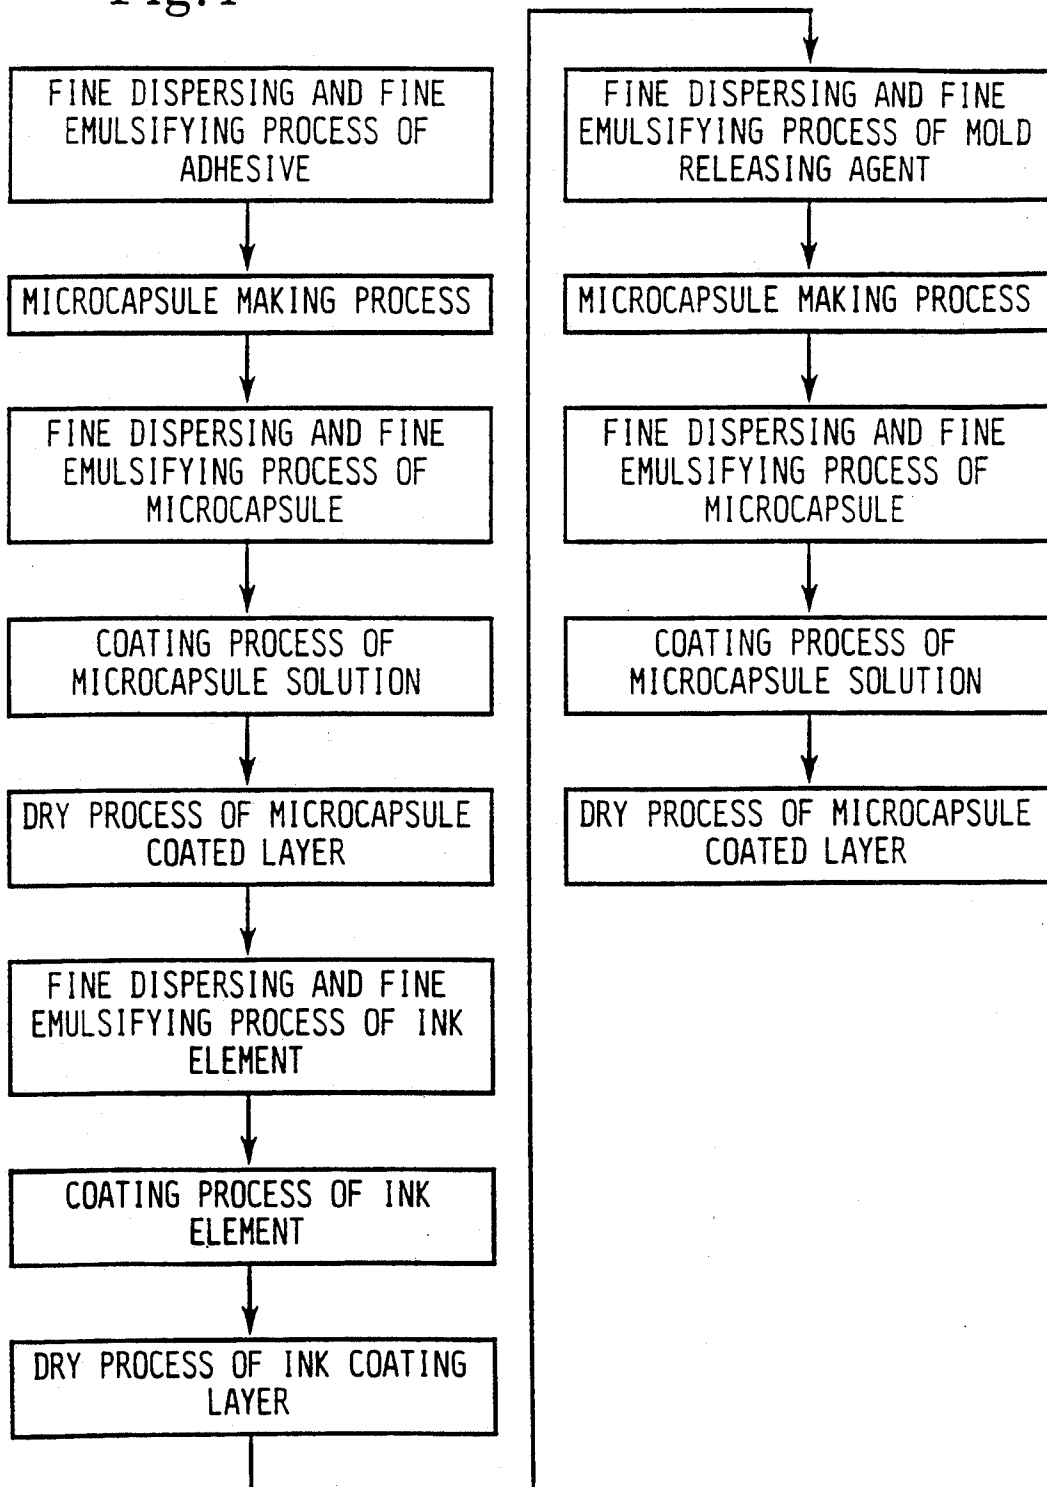 Fig.1
FINE DISPERSING AND FINE
EMULSIFYING PROCESS OF
ADHESIVE
MICROCAPSULE MAKING PROCESS
FINE DISPERSING AND FINE
EMULSIFYING PROCESS OF
MICROCAPSULE
COATING PROCESS OF
MICROCAPSULE SOLUTION
DRY PROCESS OF MICROCAPSULE
COATED LAYER
FINE DISPERSING AND FINE
EMULSIFYING PROCESS OF INK
ELEMENT
COATING PROCESS OF INK
ELEMENT
DRY PROCESS OF INK COATING
LAYER
FINE DISPERSING AND FINE
EMULSIFYING PROCESS OF MOLD
RELEASING AGENT
MICROCAPSULE MAKING PROCESS
FINE DISPERSING AND FINE
EMULSIFYING PROCESS OF
MICROCAPSULE
COATING PROCESS OF
MICROCAPSULE SOLUTION
DRY PROCESS OF MICROCAPSULE
COATED LAYER